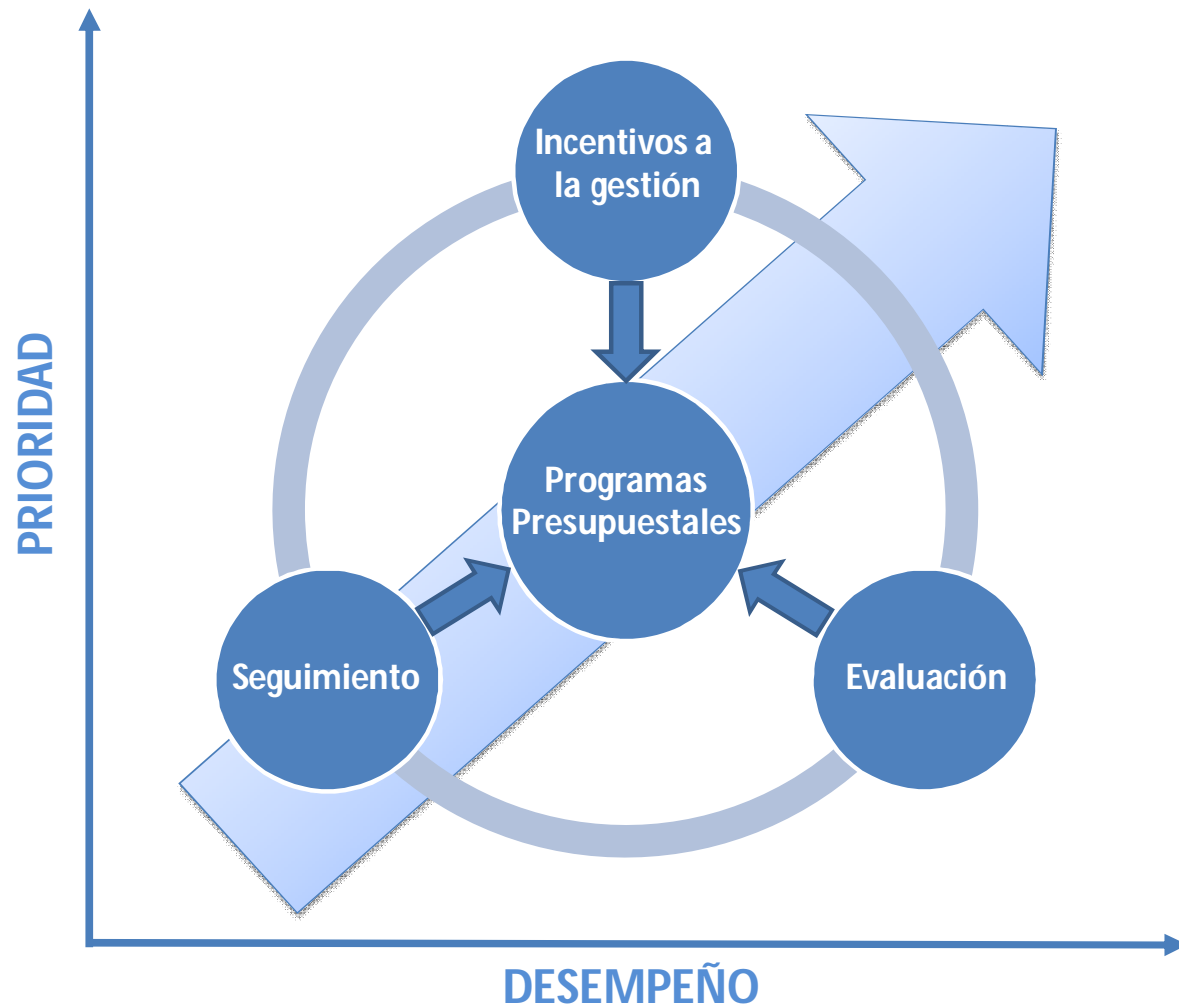 Incentivos a
la gestión
PRIORIDAD
Programas
Presupuestales
Seguimiento
Evaluación
DESEMPEÑO